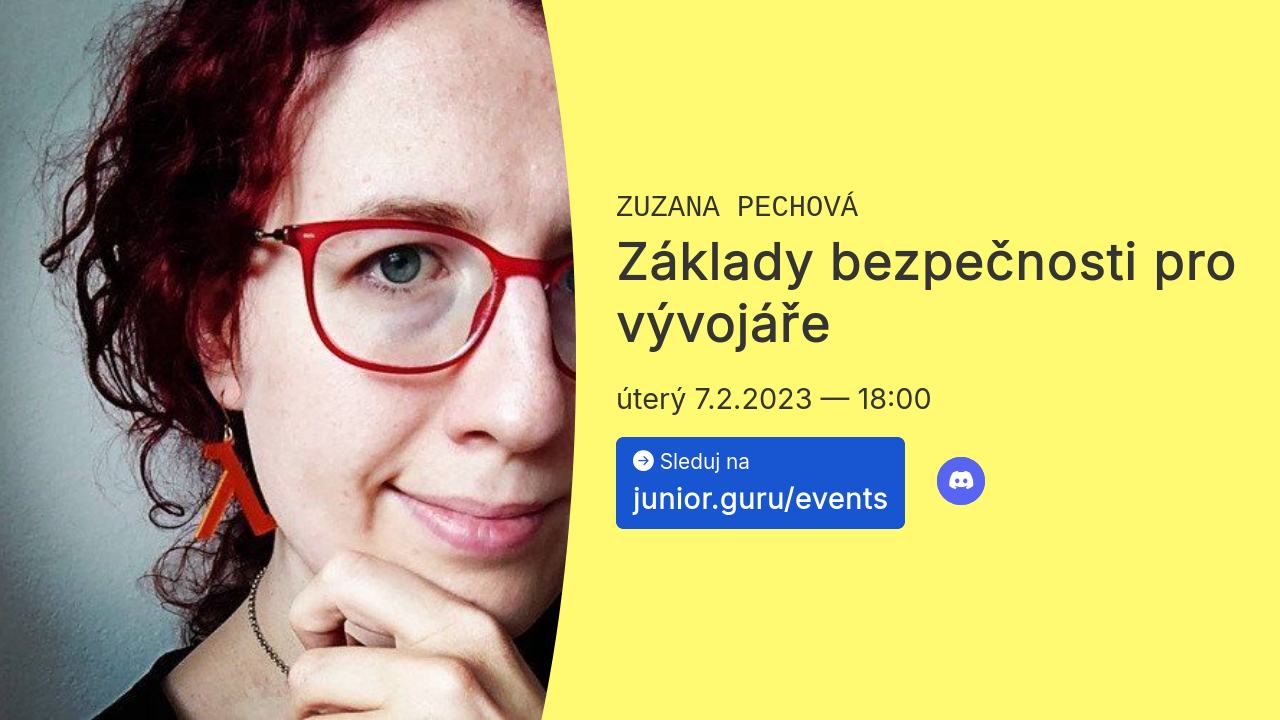 ZUZANA PECHOVÁ
Základy bezpečnosti pro
vývojáře
úterý 7.2.2023 — 18:00
Sleduj na
junior.guru/events